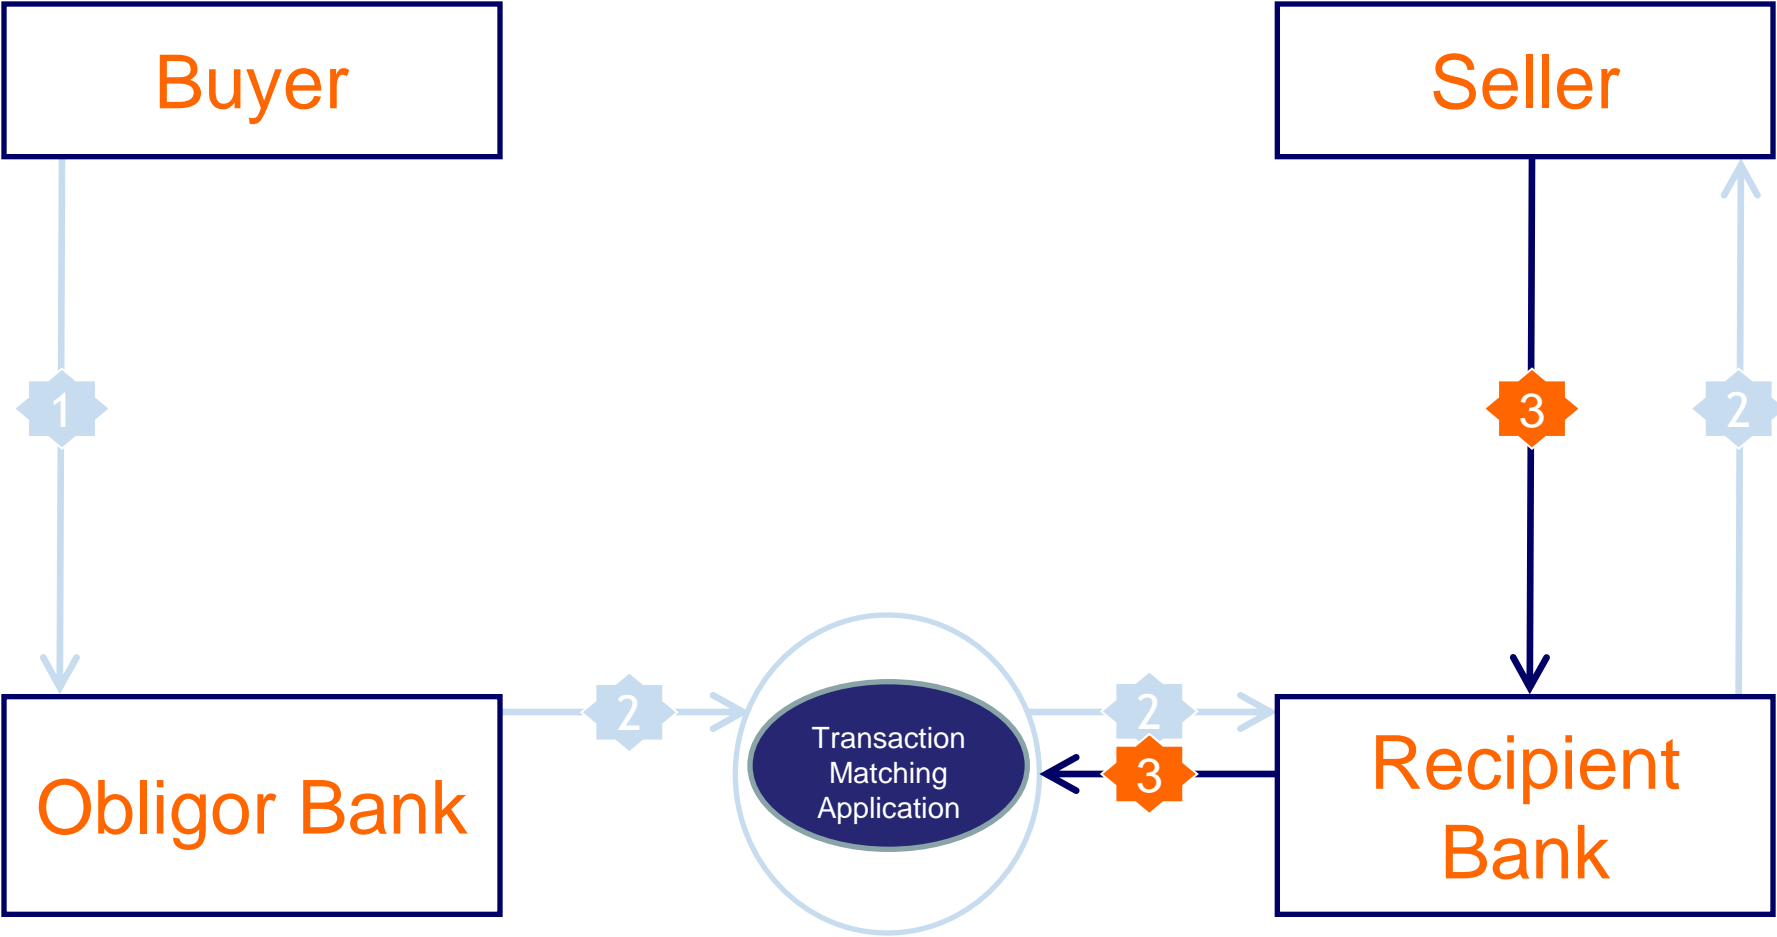 Buyer
Seller
1
3
2
2
2
3
Transaction
Matching
Application
Obligor Bank
Recipient
Bank